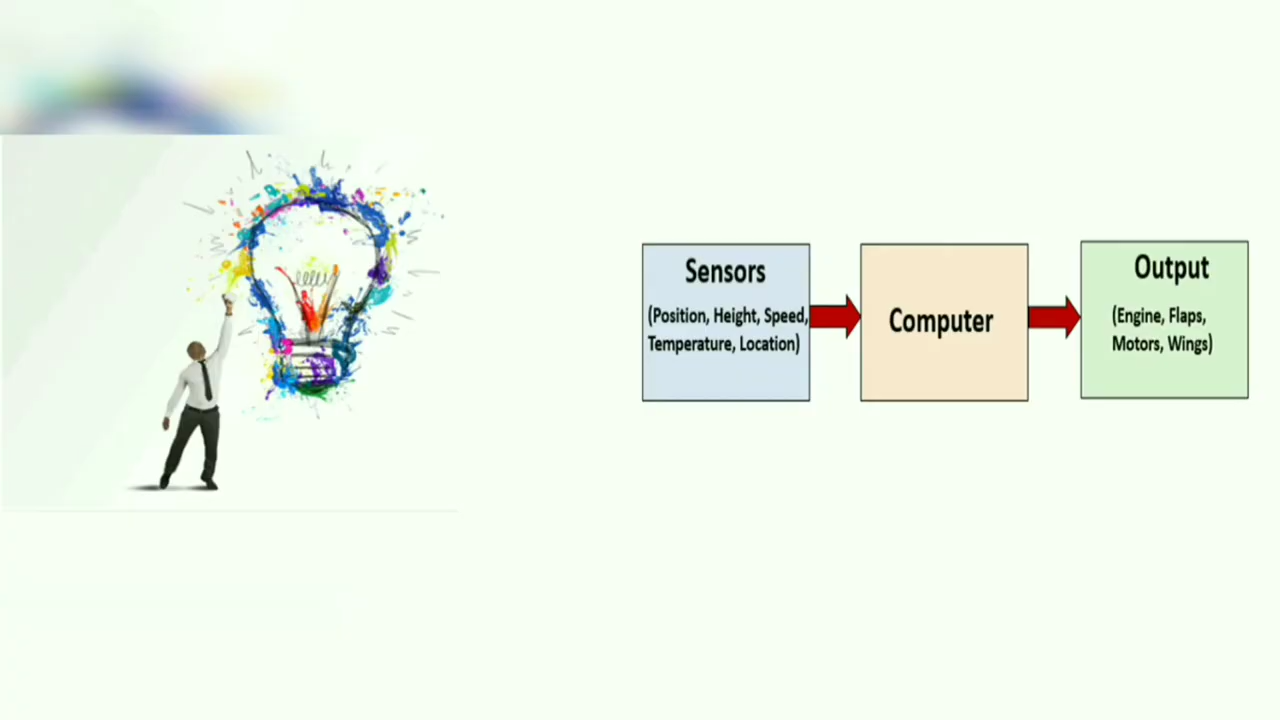 Sensors
(Position, Height, Speed,
Temperature, Location)
Computer
Output
(Engine, Flaps,
Motors, Wings)